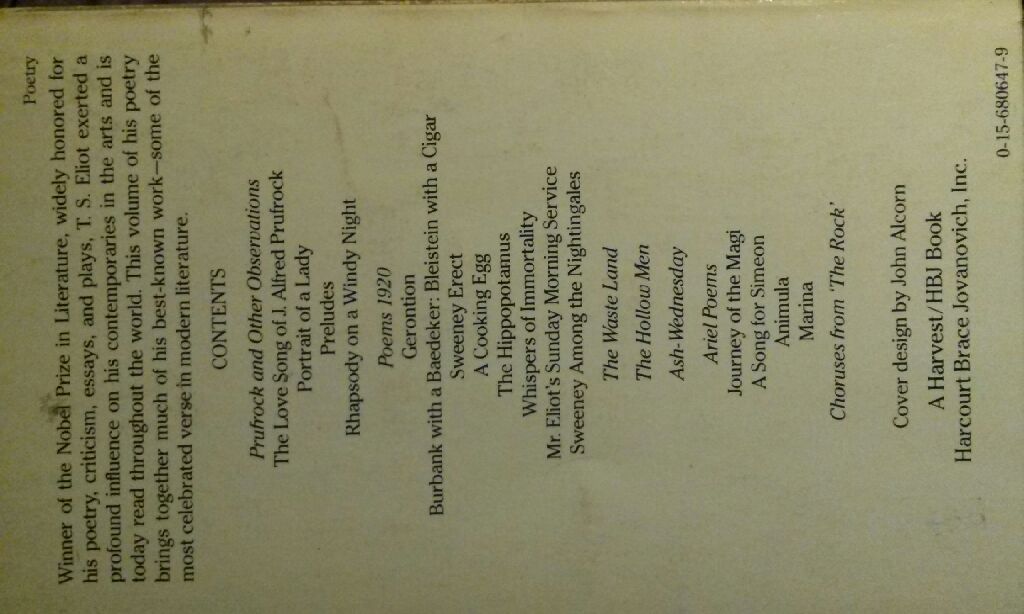 Poetry
Winner of the Nobel Prize in Literature, widely honored for
his poetry, criticism, essays, and plays, T. S. Eliot exerted a
profound influence on his contemporaries in the arts and is
today read throughout the world. This volume of his poetry
brings together much of his best-known work—some of the
most celebrated verse in modern literature.
CONTENTS
Prufrock and Other Observations
The Love Song of J. Alfred Prufrock
Portrait of a Lady
Preludes
Rhapsody on a Windy Night
Poems 1920
Gerontion
Burbank with a Baedeker: Bleistein with a Cigar
Sweeney Erect
A Cooking Egg
The Hippopotamus
Whispers of Immortality
Mr. Eliot's Sunday Morning Service
Sweeney Among the Nightingales
The Waste Land
The Hollow Men
Ash-Wednesday
Ariel Poems
Journey of the Magi
A Song for Simeon
Animula
Marina
Choruses from 'The Rock'
Cover design by John Alcorn
A Harvest/HBJ Book
Harcourt Brace Jovanovich, Inc.
0-15-680647-9